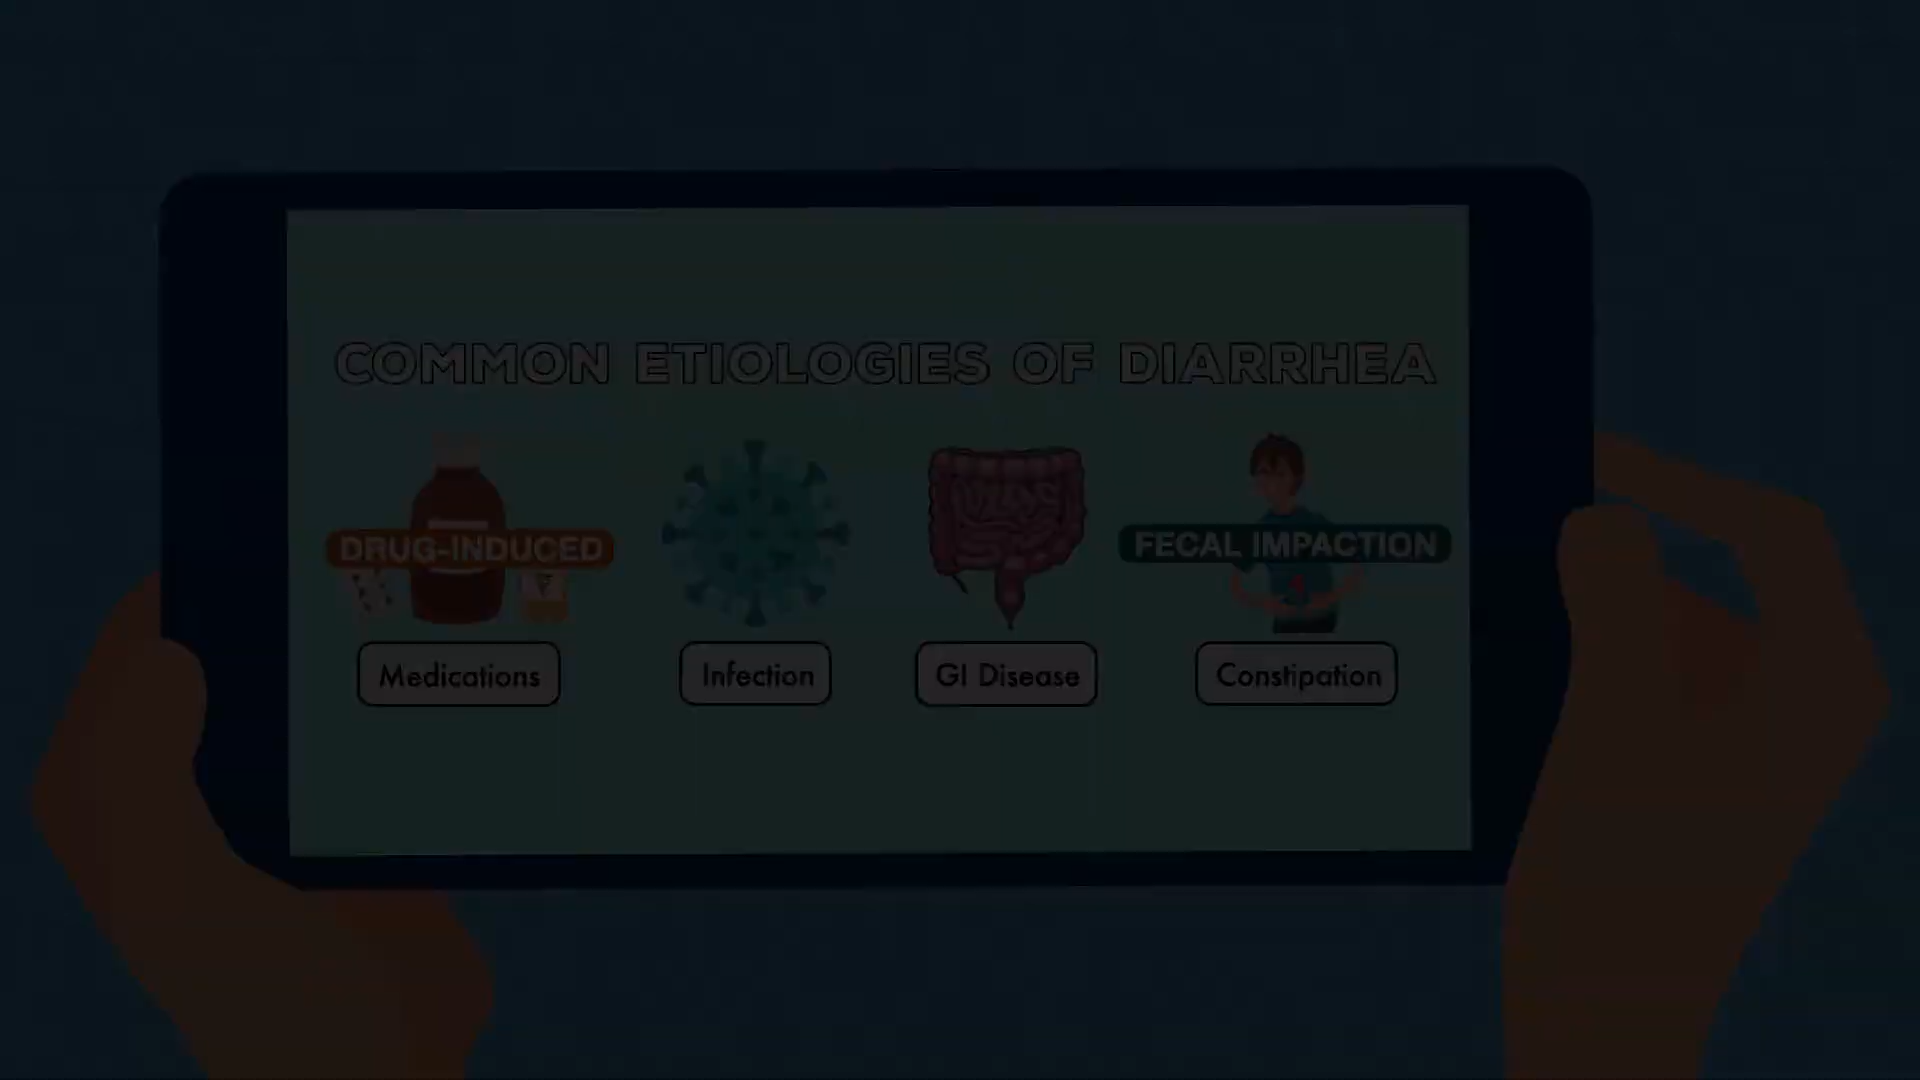 COMMON ETIOLOGIES OF DIARRHEA
DRUG-INDUCED
FECAL IMPACTION
Medications
Infection
GI Disease
Constipation